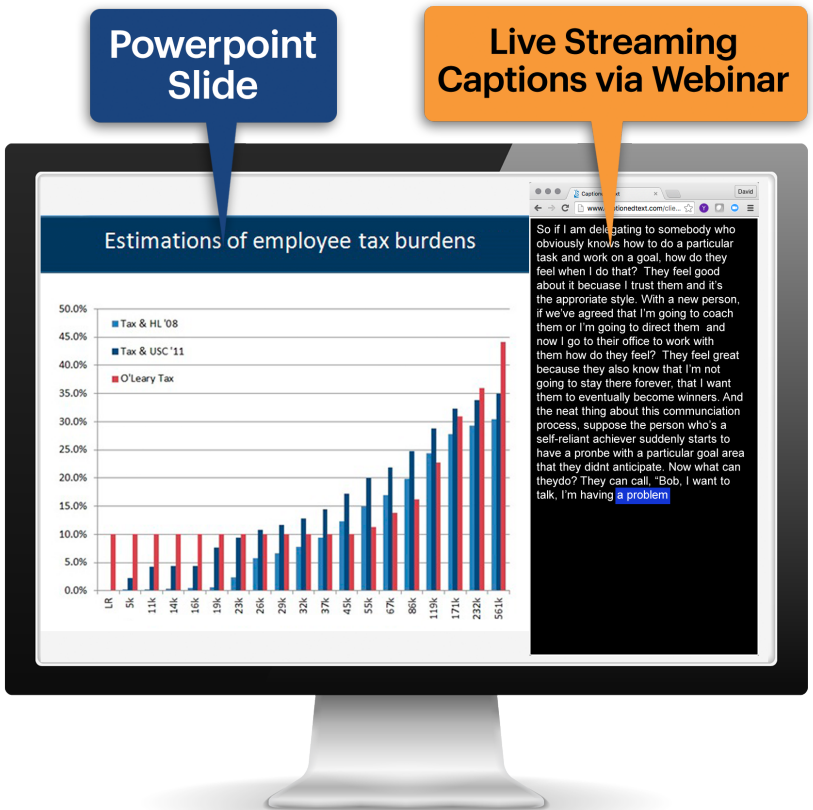 Powerpoint
Slide
Live Streaming
Captions via Webinar
Estimations of employee tax burdens
50.0%
45.0%
40.0%
35.0%
30.0%
25.0%
20.0%
15.0%
10.0%
5.0%
0.0%
Tax & HL '08
Tax & USC '11
O'Leary Tax
LR 5k 11k 14k 16k 19k 23k 26k 29k 32k 37k 45k 55k 67k 86k 119k 171k 232k 561k
David
So if I am delegating to somebody who
obviously knows how to do a particular
task and work on a goal, how do they
feel when I do that? They feel good
about it becuase I trust them and it's
the approriate style. With a new person,
if we've agreed that I'm going to coach
them or I'm going to direct them and
now I go to their office to work with
them how do they feel? They feel great
because they also know that I'm not
going to stay there forever, that I want
them to eventually become winners. And
the neat thing about this communciation
process, suppose the person who's a
self-reliant achiever suddenly starts to
have a pronbe with a particular goal area
that they didnt anticipate. Now what can
theydo? They can call, “Bob, I want to
talk, I'm having a problem